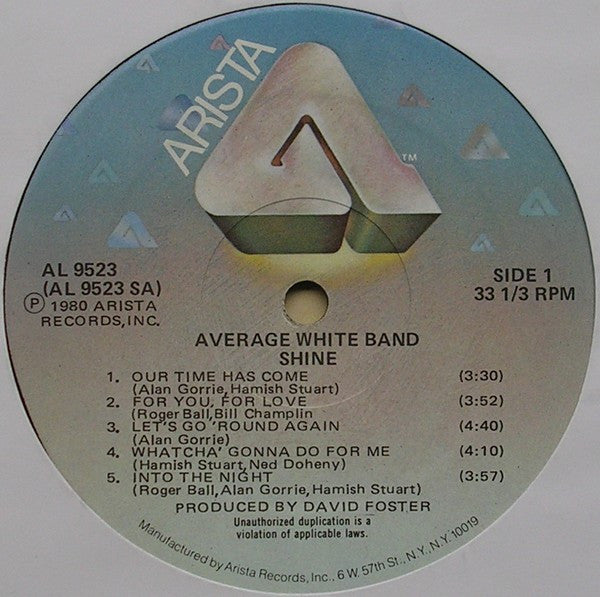 ARISTA
TM
AL 9523
(AL 9523 SA)
Ⓟ 1980 ARISTA
RECORDS, INC.
SIDE 1
33 1/3 RPM
AVERAGE WHITE BAND
SHINE
1. OUR TIME HAS COME (3:30)
(Alan Gorrie, Hamish Stuart)
2. FOR YOU, FOR LOVE (3:52)
(Roger Ball, Bill Champlin
3. LET'S GO 'ROUND AGAIN (4:40)
(Alan Gorrie)
4. WHATCHA' GONNA DO FOR ME (4:10)
(Hamish Stuart, Ned Doheny)
5. INTO THE NIGHT (3:57)
(Roger Ball, Alan Gorrie, Hamish Stuart)
PRODUCED BY DAVID FOSTER
Unauthorized duplication is a
violation of applicable laws.
Manufactured by Arista Records, Inc., 6 W. 57th St., N.Y., N.Y. 10019